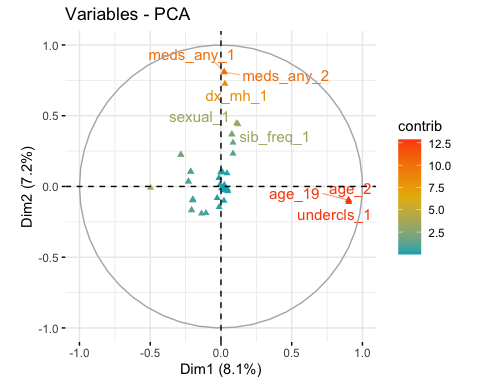 Variables - PCA
meds_any_1
meds_any_2
dx_mh_1
sexual_1
sib_freq_1
age_19
age_2
undercls_1
1.0
0.5
0.0
-0.5
-1.0
Dim2 (7.2%)
-1.0
-0.5
0.0
0.5
1.0
Dim1 (8.1%)
contrib
12.5
10.0
7.5
5.0
2.5